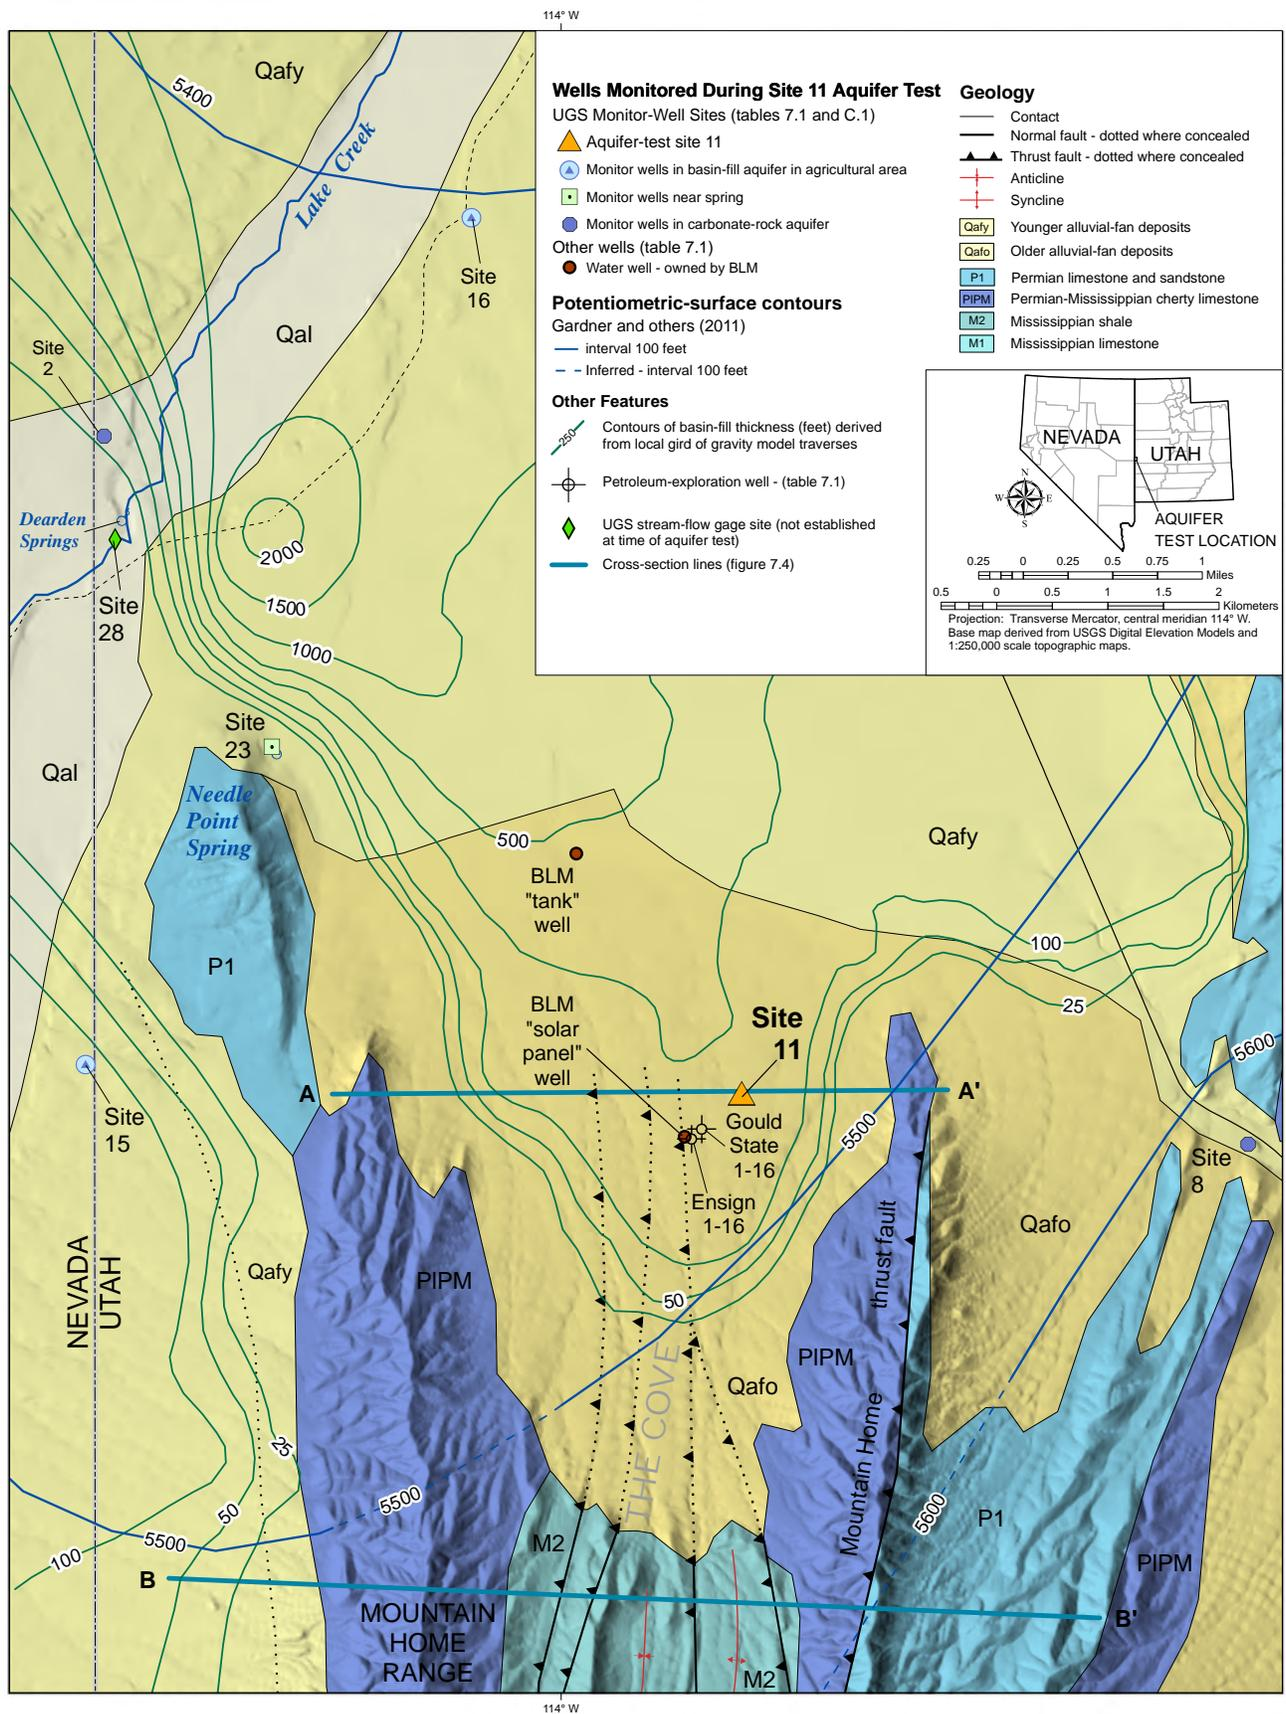 114° W
Wells Monitored During Site 11 Aquifer Test
UGS Monitor-Well Sites (tables 7.1 and C.1)
Aquifer-test site 11
Monitor wells in basin-fill aquifer in agricultural area
Monitor wells near spring
Monitor wells in carbonate-rock aquifer
Other wells (table 7.1)
Water well - owned by BLM
Potentiometric-surface contours
Gardner and others (2011)
interval 100 feet
Inferred - interval 100 feet
Other Features
250
Contours of basin-fill thickness (feet) derived
from local gird of gravity model traverses
Petroleum-exploration well - (table 7.1)
UGS stream-flow gage site (not established
at time of aquifer test)
Cross-section lines (figure 7.4)
Geology
Contact
Normal fault - dotted where concealed
Thrust fault - dotted where concealed
Anticline
Syncline
Qafy Younger alluvial-fan deposits
Qafo Older alluvial-fan deposits
P1 Permian limestone and sandstone
PIPM Permian-Mississippian cherty limestone
M2 Mississippian shale
M1 Mississippian limestone
NEVADA
UTAH
N
W E
S
AQUIFER
TEST LOCATION
0.25 0 0.25 0.5 0.75 1
Miles
0.5 0 0.5 1 1.5 2
Kilometers
Projection: Transverse Mercator, central meridian 114° W.
Base map derived from USGS Digital Elevation Models and
1:250,000 scale topographic maps.
Qafy
5400
Lake Creek
Site
16
Qal
Site
2
Dearden
Springs
2000
Site
28
1500
1000
Site
23
Qal
Needle
Point
Spring
500
BLM
"tank"
well
Qafy
P1
100
25
BLM
"solar
panel"
well
Site
11
5600
A
A'
Site
15
Gould
State
1-16
5500
Site
8
Ensign
1-16
Qafo
NEVADA
UTAH
Qafy
PIPM
50
thrust fault
PIPM
THE COVE
Qafo
Mountain Home
25
5500
50
5600
P1
5500
100
M2
PIPM
B
B'
MOUNTAIN
HOME
RANGE
M2
114° W